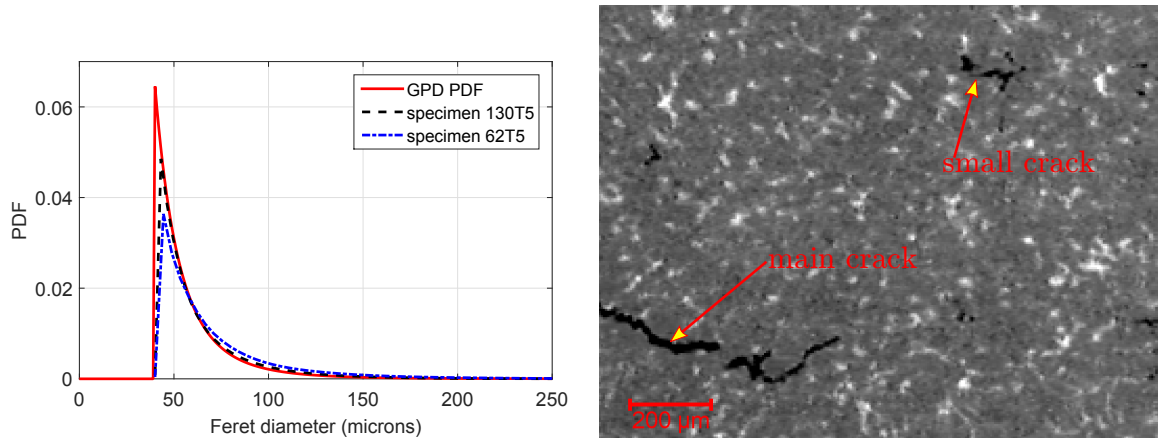 0.06
0.04
0.02
0
PDF
GPD PDF
specimen 130T5
specimen 62T5
0
50
100
150
200
250
Feret diameter (microns)
small crack
main crack
200 µm